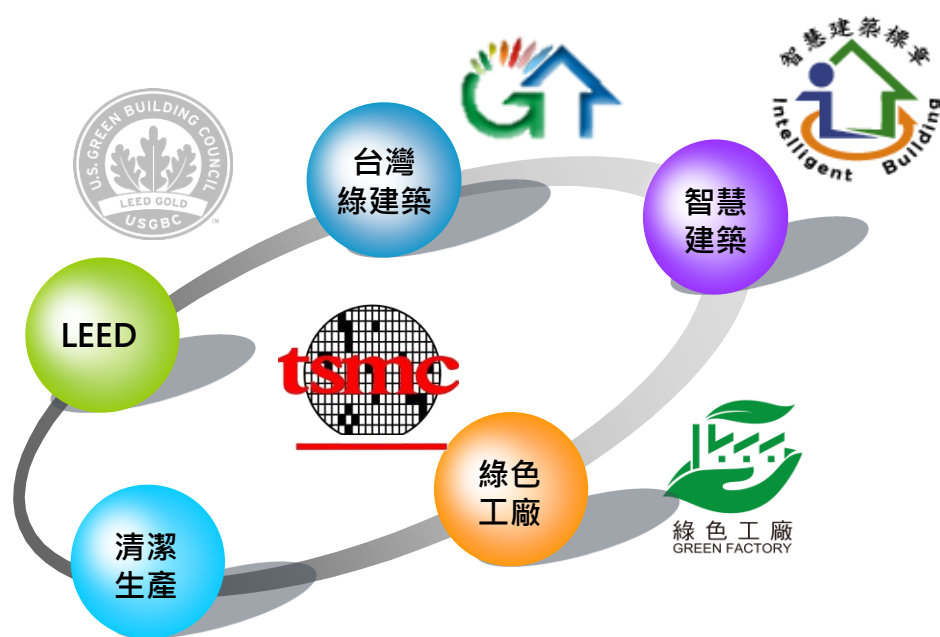 智慧建築標章
Intelligent Building
U.S. GREEN BUILDING COUNCIL
LEED GOLD
USGBC
台灣
綠建築
智慧
建築
LEED
tsmc
綠色
工廠
綠色工廠
GREEN FACTORY
清潔
生產